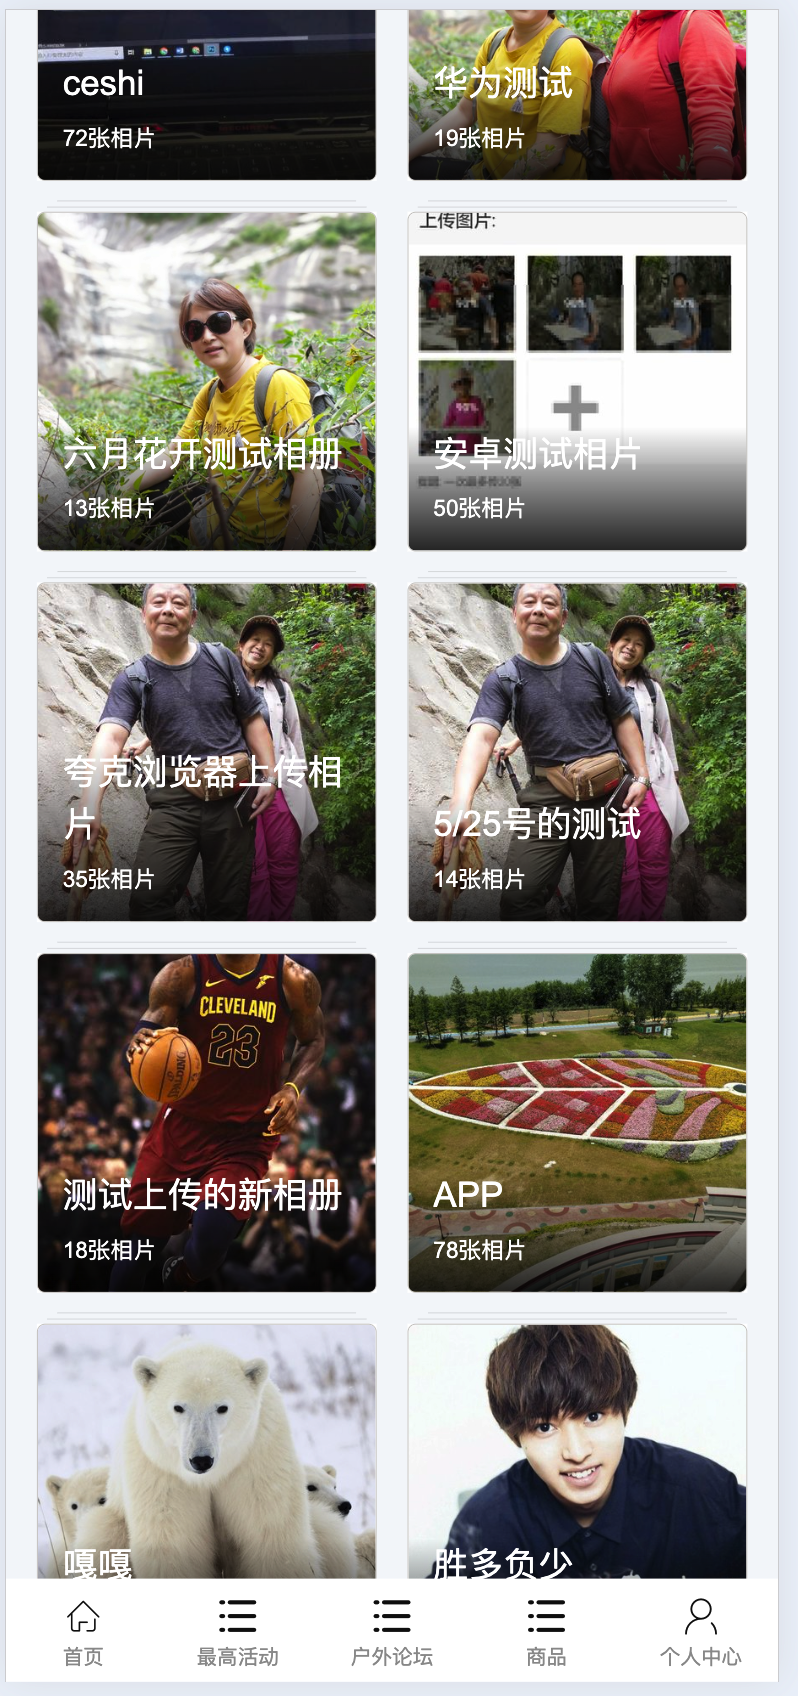 ceshi
72张相片
华为测试
19张相片
六月花开测试相册
13张相片
上传图片:
安卓测试相片
50张相片
夸克浏览器上传相
片
35张相片
5/25号的测试
14张相片
CLEVELAND
23
SPALDING
测试上传的新相册
18张相片
APP
78张相片
嘎嘎
胜多负少
首页
最高活动
户外论坛
商品
个人中心